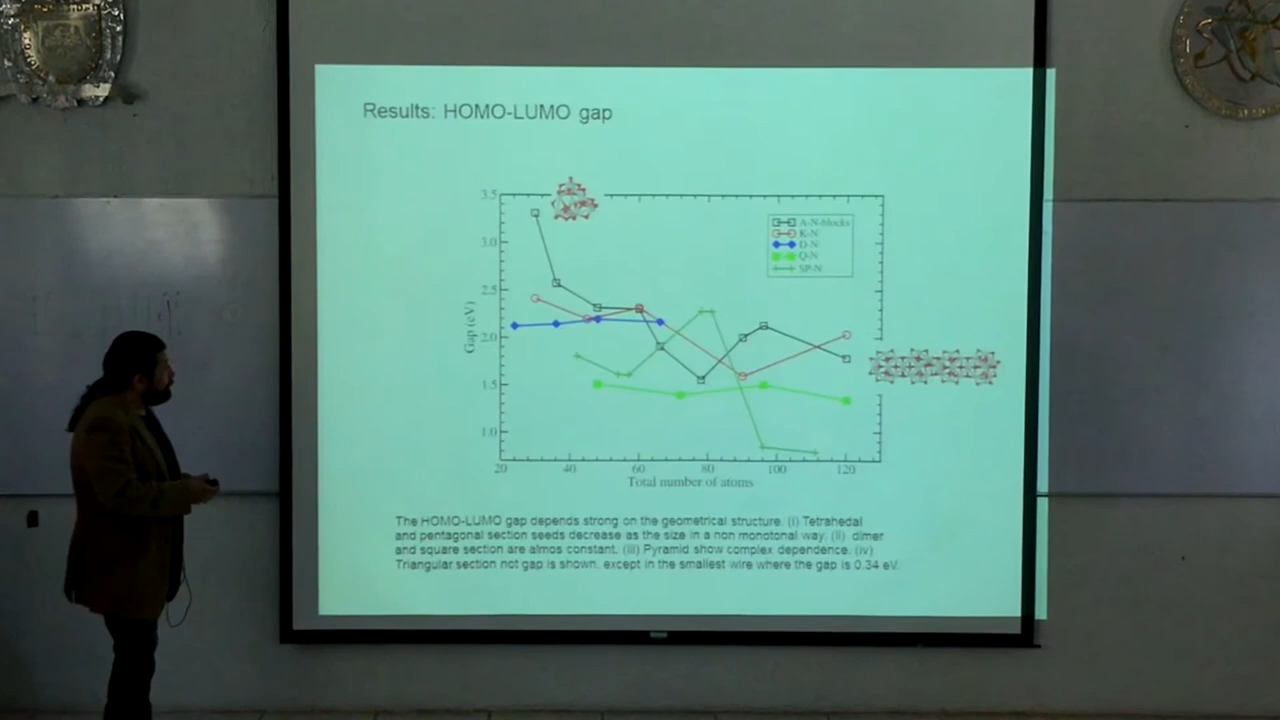 Results: HOMO-LUMO gap
3.5
3.0
2.5
2.0
1.5
1.0
Gap (eV)
A-N-blocks
K-N
D-N
Q-N
SP-N
20 40 60 80 100 120
Total number of atoms
The HOMO-LUMO gap depends strong on the geometrical structure. (i) Tetrahedal
and pentagonal section seeds decrease as the size in a non monotonal way. (ii) dimer
and square section are almos constant. (iii) Pyramid show complex dependence. (iv)
Triangular section not gap is shown, except in the smallest wire where the gap is 0.34 eV.